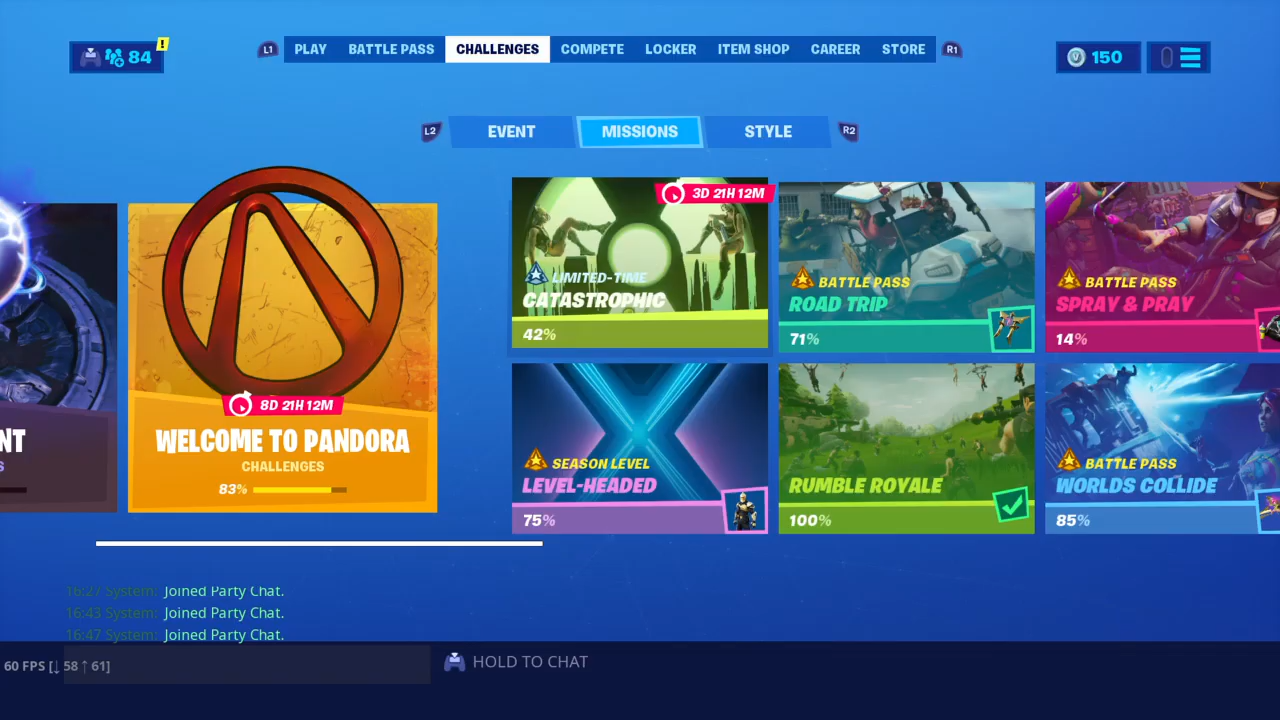 84
!
L1
PLAY
BATTLE PASS
CHALLENGES
COMPETE
LOCKER
ITEM SHOP
CAREER
STORE
R1
150
L2
EVENT
MISSIONS
STYLE
R2
NT
S
8D 21H 12M
WELCOME TO PANDORA
CHALLENGES
83%
3D 21H 12M
LIMITED-TIME
CATASTROPHIC
42%
BATTLE PASS
ROAD TRIP
71%
BATTLE PASS
SPRAY & PRAY
14%
SEASON LEVEL
LEVEL-HEADED
75%
RUMBLE ROYALE
100%
BATTLE PASS
WORLDS COLLIDE
85%
16:27 System: Joined Party Chat.
16:43 System: Joined Party Chat.
16:47 System: Joined Party Chat.
60 FPS [↓ 58 ↑ 61]
HOLD TO CHAT